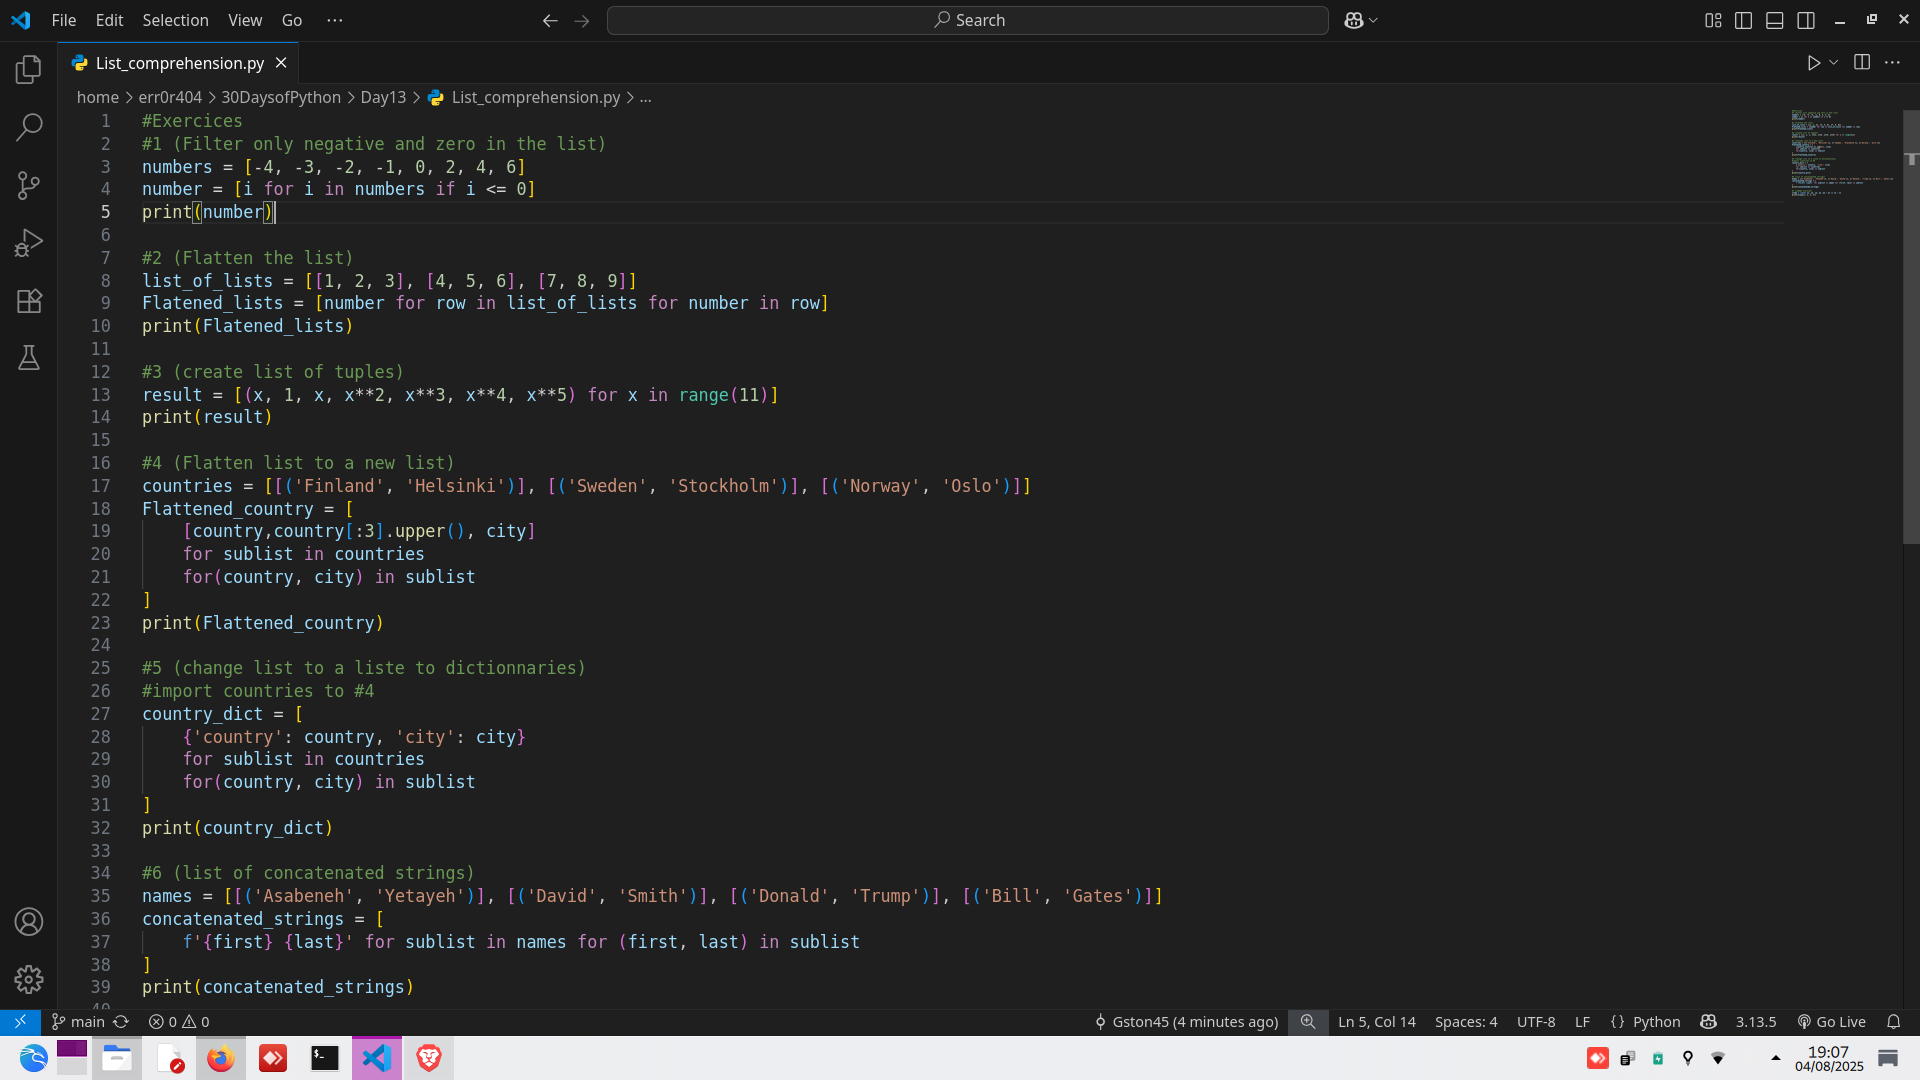 File Edit Selections View Go ···
Search
List_comprehension.py
home > err0r404 > 30DaysofPython > Day13 > List_comprehension.py > ...
1 #Exercices
2 #1 (Filter only negative and zero in the list)
3 numbers = [-4, -3, -2, -1, 0, 2, 4, 6]
4 number = [i for i in numbers if i <= 0]
5 print(number)
6
7 #2 (Flatten the list)
8 list_of_lists = [[1, 2, 3], [4, 5, 6], [7, 8, 9]]
9 Flatened_lists = [number for row in list_of_lists for number in row]
10 print(Flatened_lists)
11
12 #3 (create list of tuples)
13 result = [(x, 1, x, x**2, x**3, x**4, x**5) for x in range(11)]
14 print(result)
15
16 #4 (Flatten list to a new list)
17 countries = [[('Finland', 'Helsinki')], [('Sweden', 'Stockholm')], [('Norway', 'Oslo')]]
18 Flattened_country = [
19 [country,country[:3].upper(), city]
20 for sublist in countries
21 for(country, city) in sublist
22 ]
23 print(Flattened_country)
24
25 #5 (change list to a liste to dictionnaries)
26 #import countries to #4
27 country_dict = [
28 {'country': country, 'city': city}
29 for sublist in countries
30 for(country, city) in sublist
31 ]
32 print(country_dict)
33
34 #6 (list of concatenated strings)
35 names = [[('Asabeneh', 'Yetayeh')], [('David', 'Smith')], [('Donald', 'Trump')], [('Bill', 'Gates')]]
36 concatenated_strings = [
37 f'{first} {last}' for sublist in names for (first, last) in sublist
38 ]
39 print(concatenated_strings)
40
main 0 0 Gston45 (4 minutes ago) Ln 5, Col 14 Spaces: 4 UTF-8 LF {} Python 3.13.5 Go Live
19:07
04/08/2025